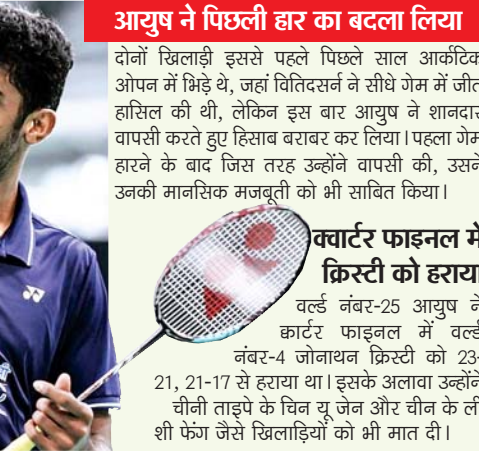 आयुष ने पिछली हार का बदला लिया
दोनों खिलाड़ी इससे पहले पिछले साल आर्कटिक
ओपन में भिड़े थे, जहां वितिदसर्न ने सीधे गेम में जीत
हासिल की थी, लेकिन इस बार आयुष ने शानदार
वापसी करते हुए हिसाब बराबर कर लिया। पहला गेम
हारने के बाद जिस तरह उन्होंने वापसी की, उसने
उनकी मानसिक मजबूती को भी साबित किया।
क्वार्टर फाइनल में
क्रिस्टी को हराया
वर्ल्ड नंबर-25 आयुष ने
क्वार्टर फाइनल में वर्ल्ड
नंबर-4 जोनाथन क्रिस्टी को 23-
21, 21-17 से हराया था। इसके अलावा उन्होंने
चीनी ताइपे के चिन यू जेन और चीन के ली
शी फेंग जैसे खिलाड़ियों को भी मात दी।